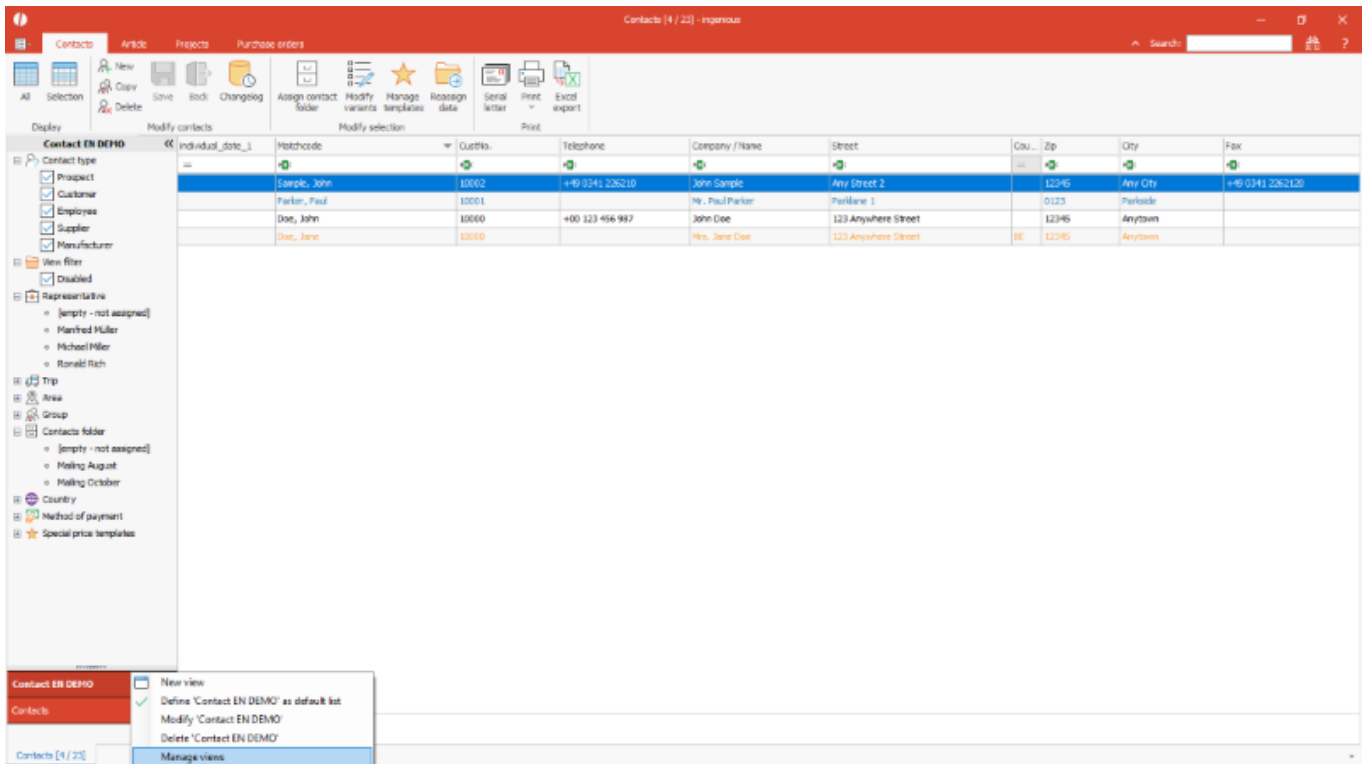 Contacts [4 / 23] - ingenious
Contacts Article Projects Purchase orders Search: ?
All Selection New Copy Delete Save Back Changelog Assign contact folder Modify variants Manage templates Reassign data Serial letter Print Excel export
Display Modify contacts Modify selection Print
Contact EN DEMO individual_date_1 Matchcode CustNo. Telephone Company / Name Street Cou... Zip City Fax
Contact type
Prospect Sample, John 10002 +49 0341 226210 John Sample Any Street 2 12345 Any City +49 0341 2262120
Customer Parker, Paul 10001 Mr. Paul Parker Parklane 1 0123 Parkside
Employee Doe, John 10000 +00 123 456 987 John Doe 123 Anywhere Street 12345 Anytown
Supplier Doe, Jane 10000 Mrs. Jane Doe 123 Anywhere Street BE 12345 Anytown
Manufacturer
View filter
Disabled
Representative
[empty - not assigned]
Manfred Müller
Michael Miller
Ronald Rich
Trip
Area
Group
Contacts folder
[empty - not assigned]
Mailing August
Mailing October
Country
Method of payment
Special price templates
Contact EN DEMO
Contacts
New view
Define 'Contact EN DEMO' as default list
Modify 'Contact EN DEMO'
Delete 'Contact EN DEMO'
Manage views
Contacts [4 / 23]